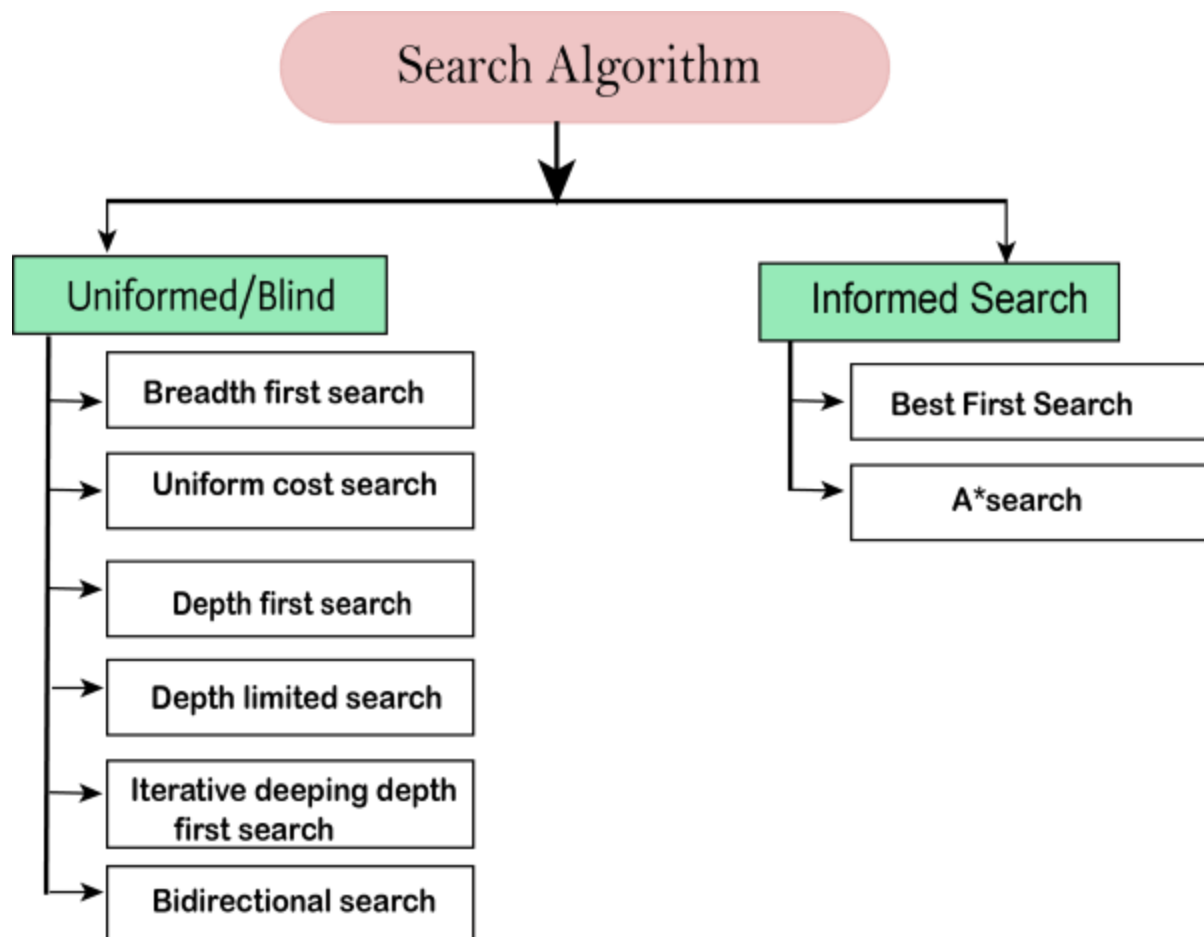 Search Algorithm
Uniformed/Blind
Breadth first search
Uniform cost search
Depth first search
Depth limited search
Iterative deeping depth
first search
Bidirectional search
Informed Search
Best First Search
A*search